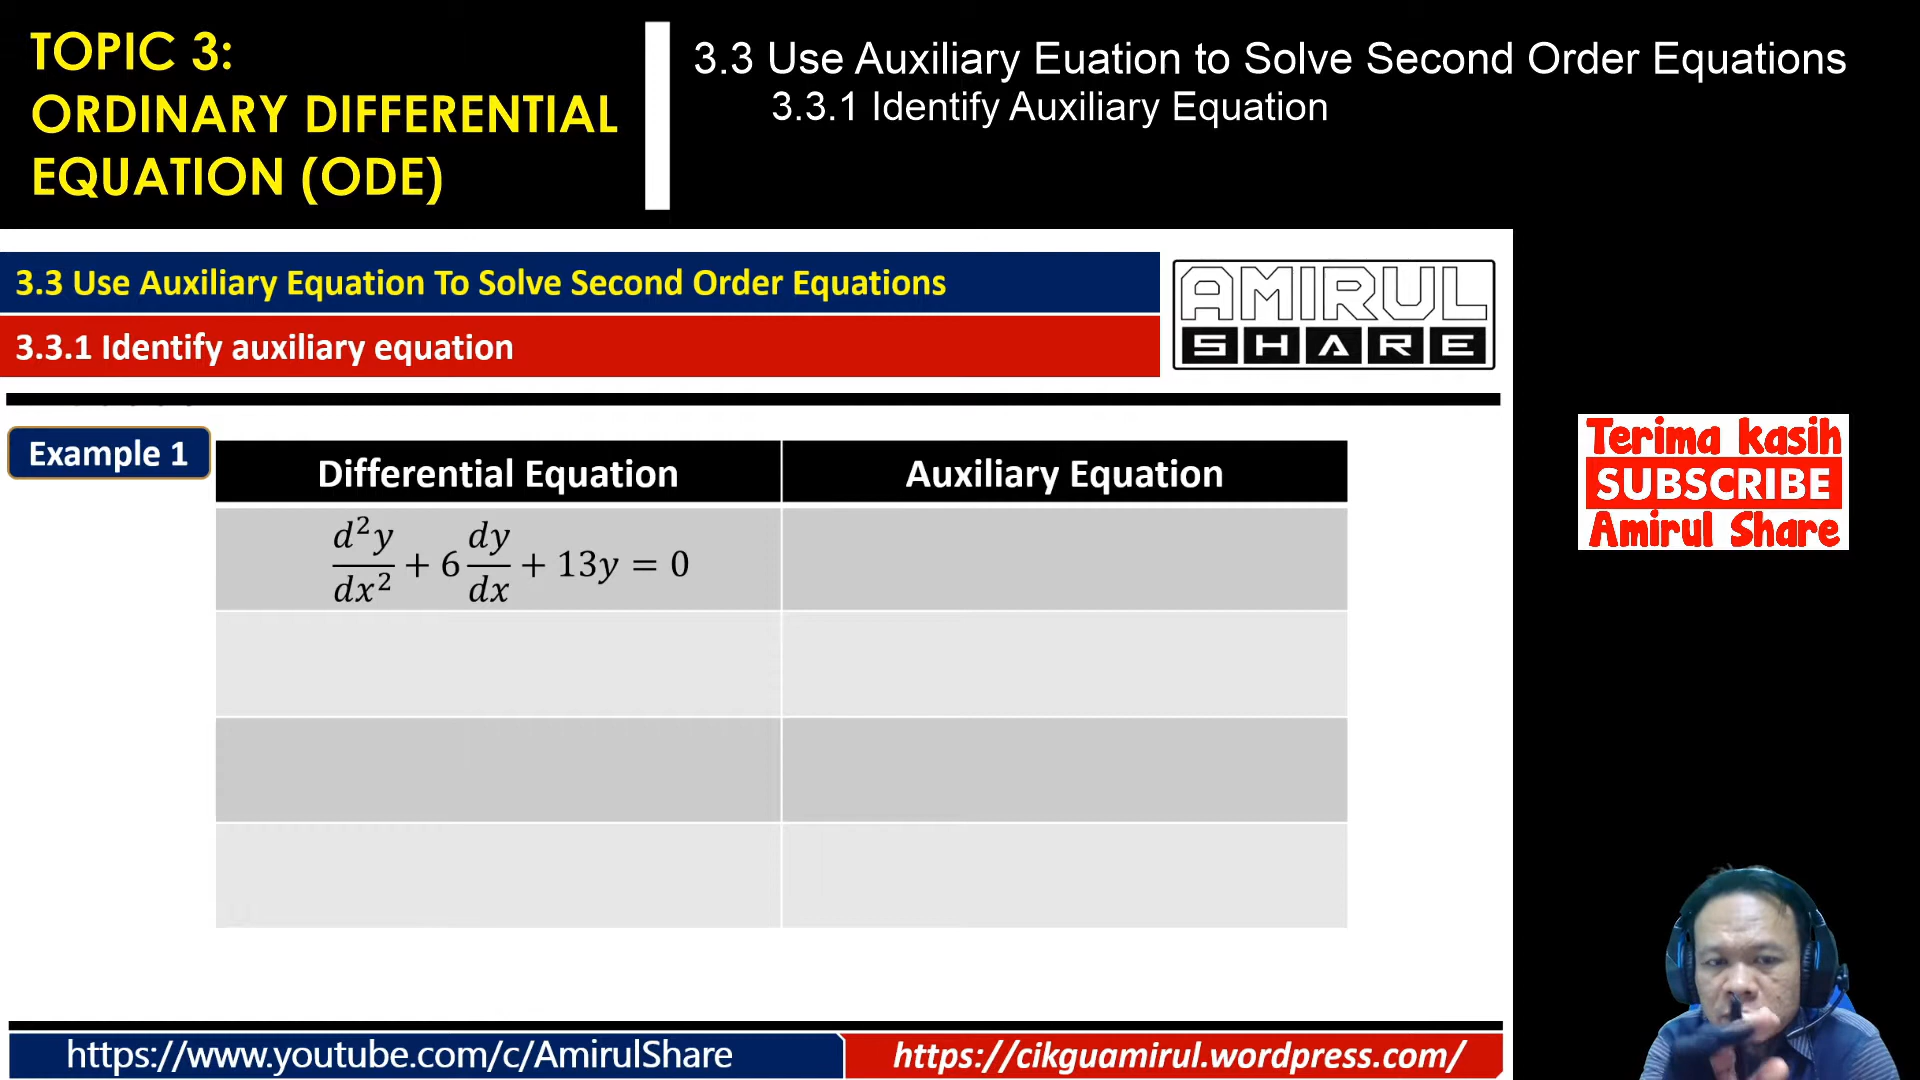 TOPIC 3:
ORDINARY DIFFERENTIAL
EQUATION (ODE)
3.3 Use Auxiliary Euation to Solve Second Order Equations
3.3.1 Identify Auxiliary Equation
3.3 Use Auxiliary Equation To Solve Second Order Equations
3.3.1 Identify auxiliary equation
AMIRUL
SHARE
Example 1
Differential Equation
Auxiliary Equation
d²y/dx² + 6 dy/dx + 13y = 0
Terima kasih
SUBSCRIBE
Amirul Share
https://www.youtube.com/c/AmirulShare
https://cikguamirul.wordpress.com/